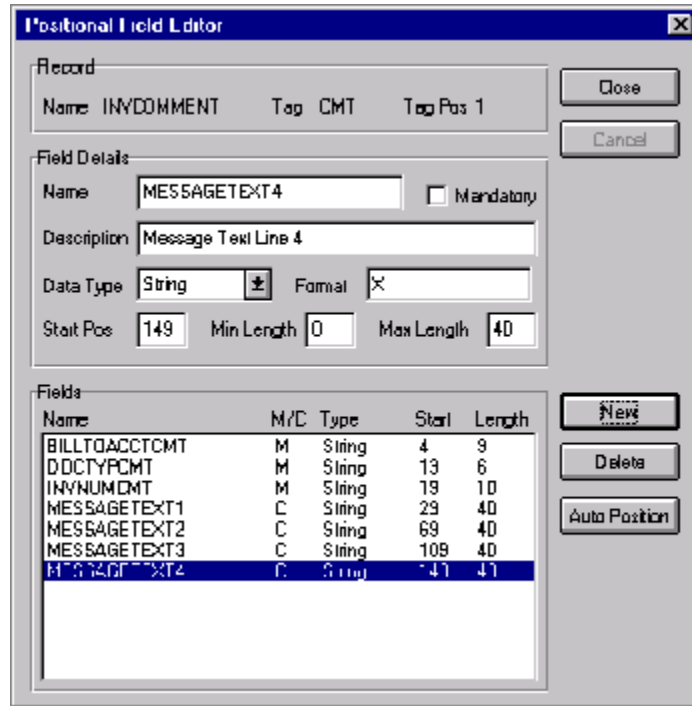 Positional Field Editor
Record
Name INVCOMMENT Tag CMT Tag Pos 1
Close
Cancel
Field Details
Name MESSAGETEXT4 Mandatory
Description Message Text Line 4
Data Type String Format X
Start Pos 149 Min Length 0 Max Length 40
Fields
Name M/C Type Start Length
BILLTOACCTCMT M String 4 9
DOCTYPCMT M String 13 6
INVNUMCMT M String 19 10
MESSAGETEXT1 C String 29 40
MESSAGETEXT2 C String 69 40
MESSAGETEXT3 C String 109 40
MESSAGETEXT4 C String 149 40
New
Delete
Auto Position